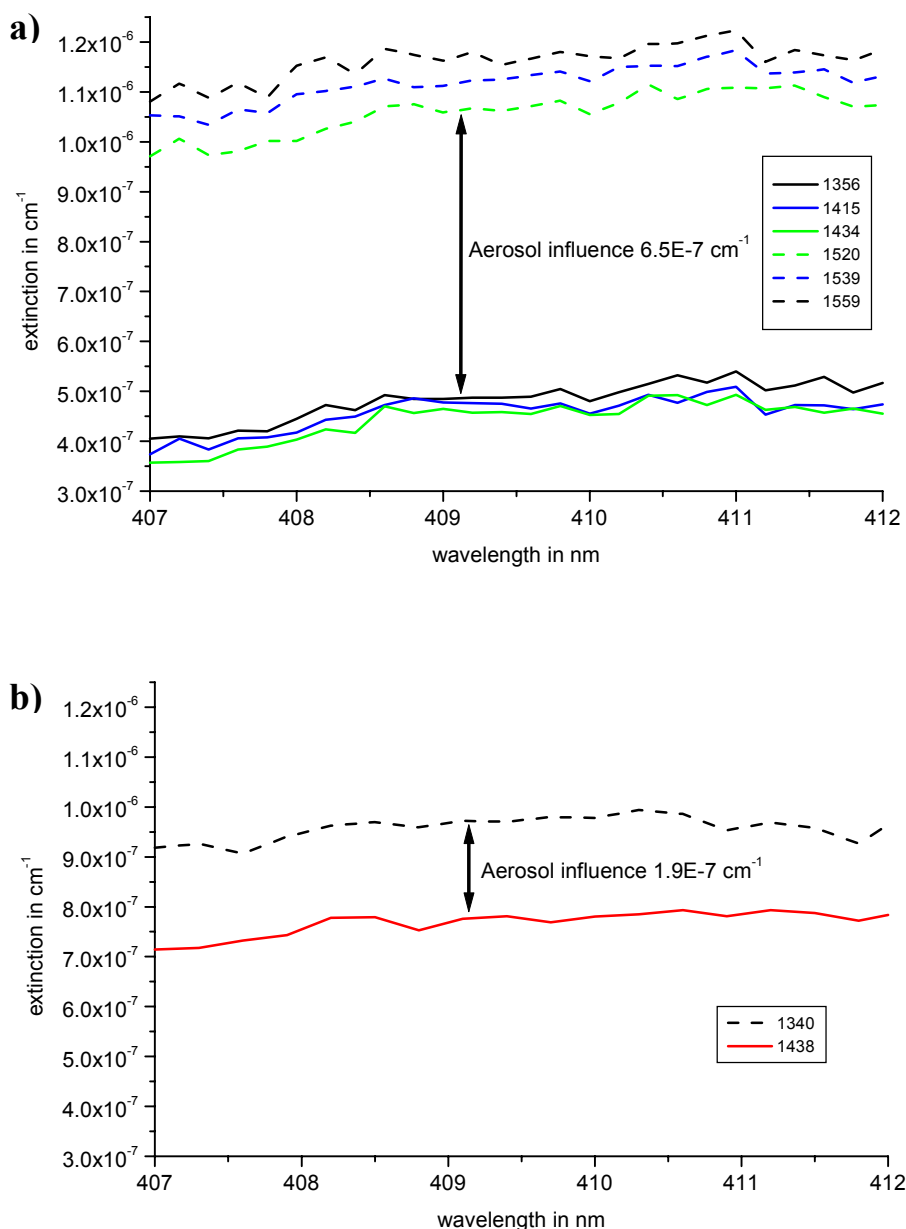 a)
1.2x10⁻⁶
1.1x10⁻⁶
1.0x10⁻⁶
9.0x10⁻⁷
8.0x10⁻⁷
7.0x10⁻⁷
6.0x10⁻⁷
5.0x10⁻⁷
4.0x10⁻⁷
3.0x10⁻⁷
extinction in cm⁻¹
Aerosol influence 6.5E-7 cm⁻¹
1356
1415
1434
1520
1539
1559
407 408 409 410 411 412
wavelength in nm
b)
1.2x10⁻⁶
1.1x10⁻⁶
1.0x10⁻⁶
9.0x10⁻⁷
8.0x10⁻⁷
7.0x10⁻⁷
6.0x10⁻⁷
5.0x10⁻⁷
4.0x10⁻⁷
3.0x10⁻⁷
extinction in cm⁻¹
Aerosol influence 1.9E-7 cm⁻¹
1340
1438
407 408 409 410 411 412
wavelength in nm